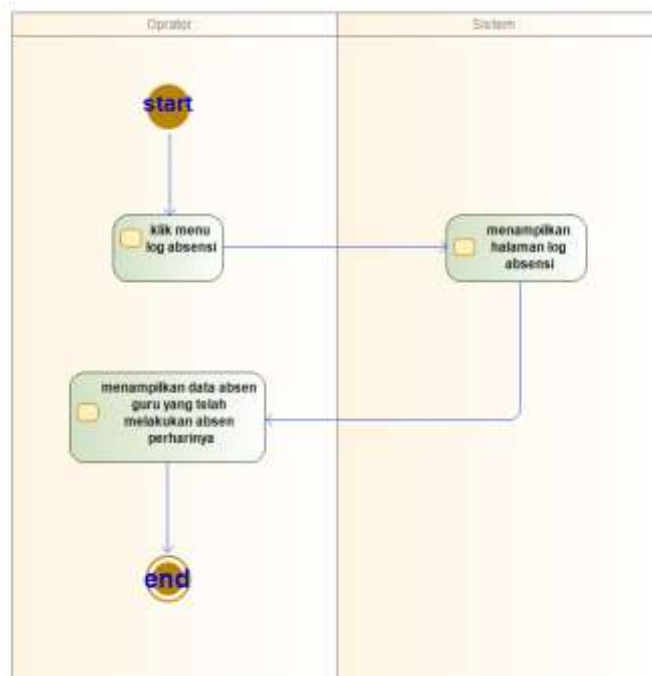 Oprator
Sistem
start
klik menu
log absensi
menampilkan
halaman log
absensi
menampilkan data absen
guru yang telah
melakukan absen
perharinya
end